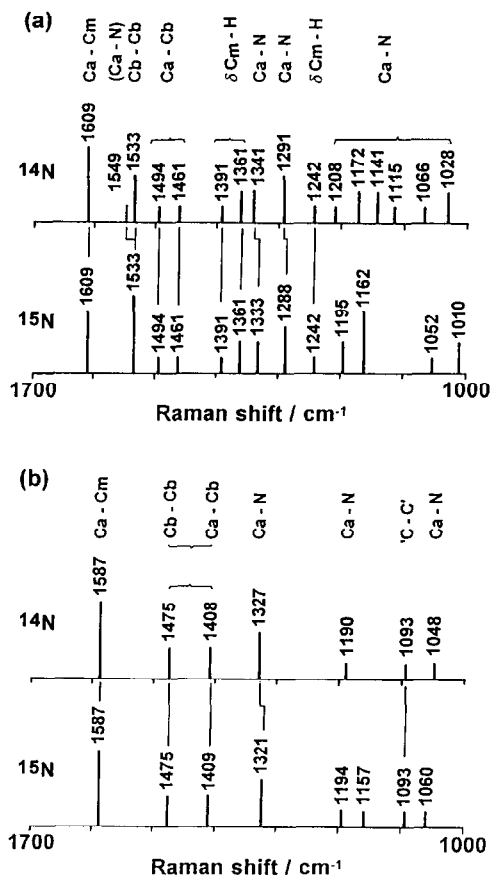 (a)
Ca - Cm
(Ca - N)
Cb - Cb
Ca - Cb
δ Cm - H
Ca - N
Ca - N
δ Cm - H
Ca - N
14N
1609
1549
1533
1494
1461
1391
1361
1341
1291
1242
1208
1172
1141
1115
1066
1028
15N
1609
1533
1494
1461
1391
1361
1333
1288
1242
1195
1162
1052
1010
1700
1000
Raman shift / cm-1
(b)
Ca - Cm
Cb - Cb
Ca - Cb
Ca - N
Ca - N
'C - C'
Ca - N
14N
1587
1475
1408
1327
1190
1093
1048
15N
1587
1475
1409
1321
1194
1157
1093
1060
1700
1000
Raman shift / cm-1